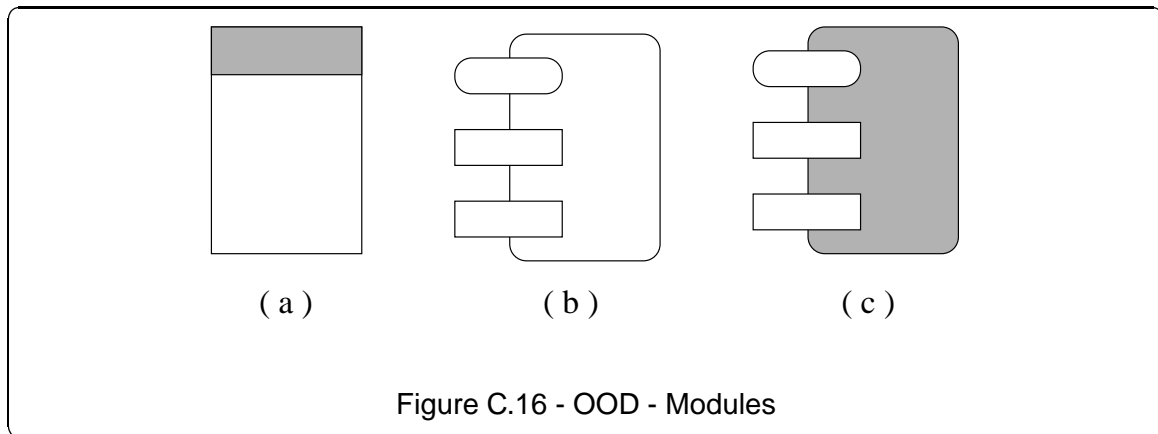 ( a ) ( b ) ( c )
Figure C.16 - OOD - Modules